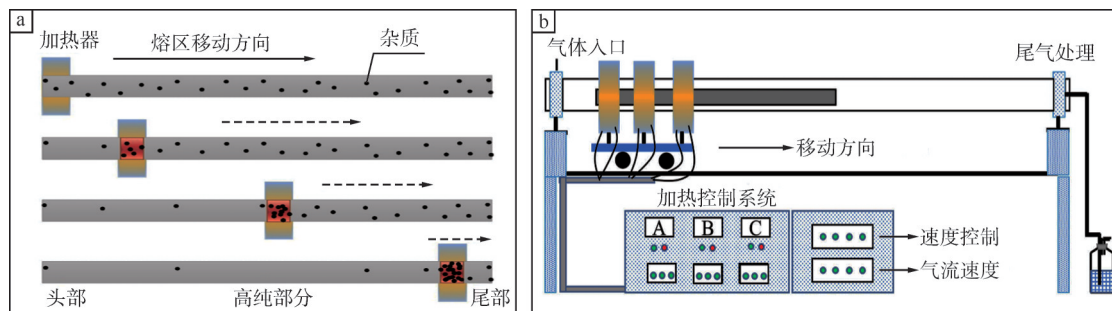 a
加热器
熔区移动方向
杂质
头部
高纯部分
尾部
b
气体入口
尾气处理
移动方向
加热控制系统
A
B
C
速度控制
气流速度